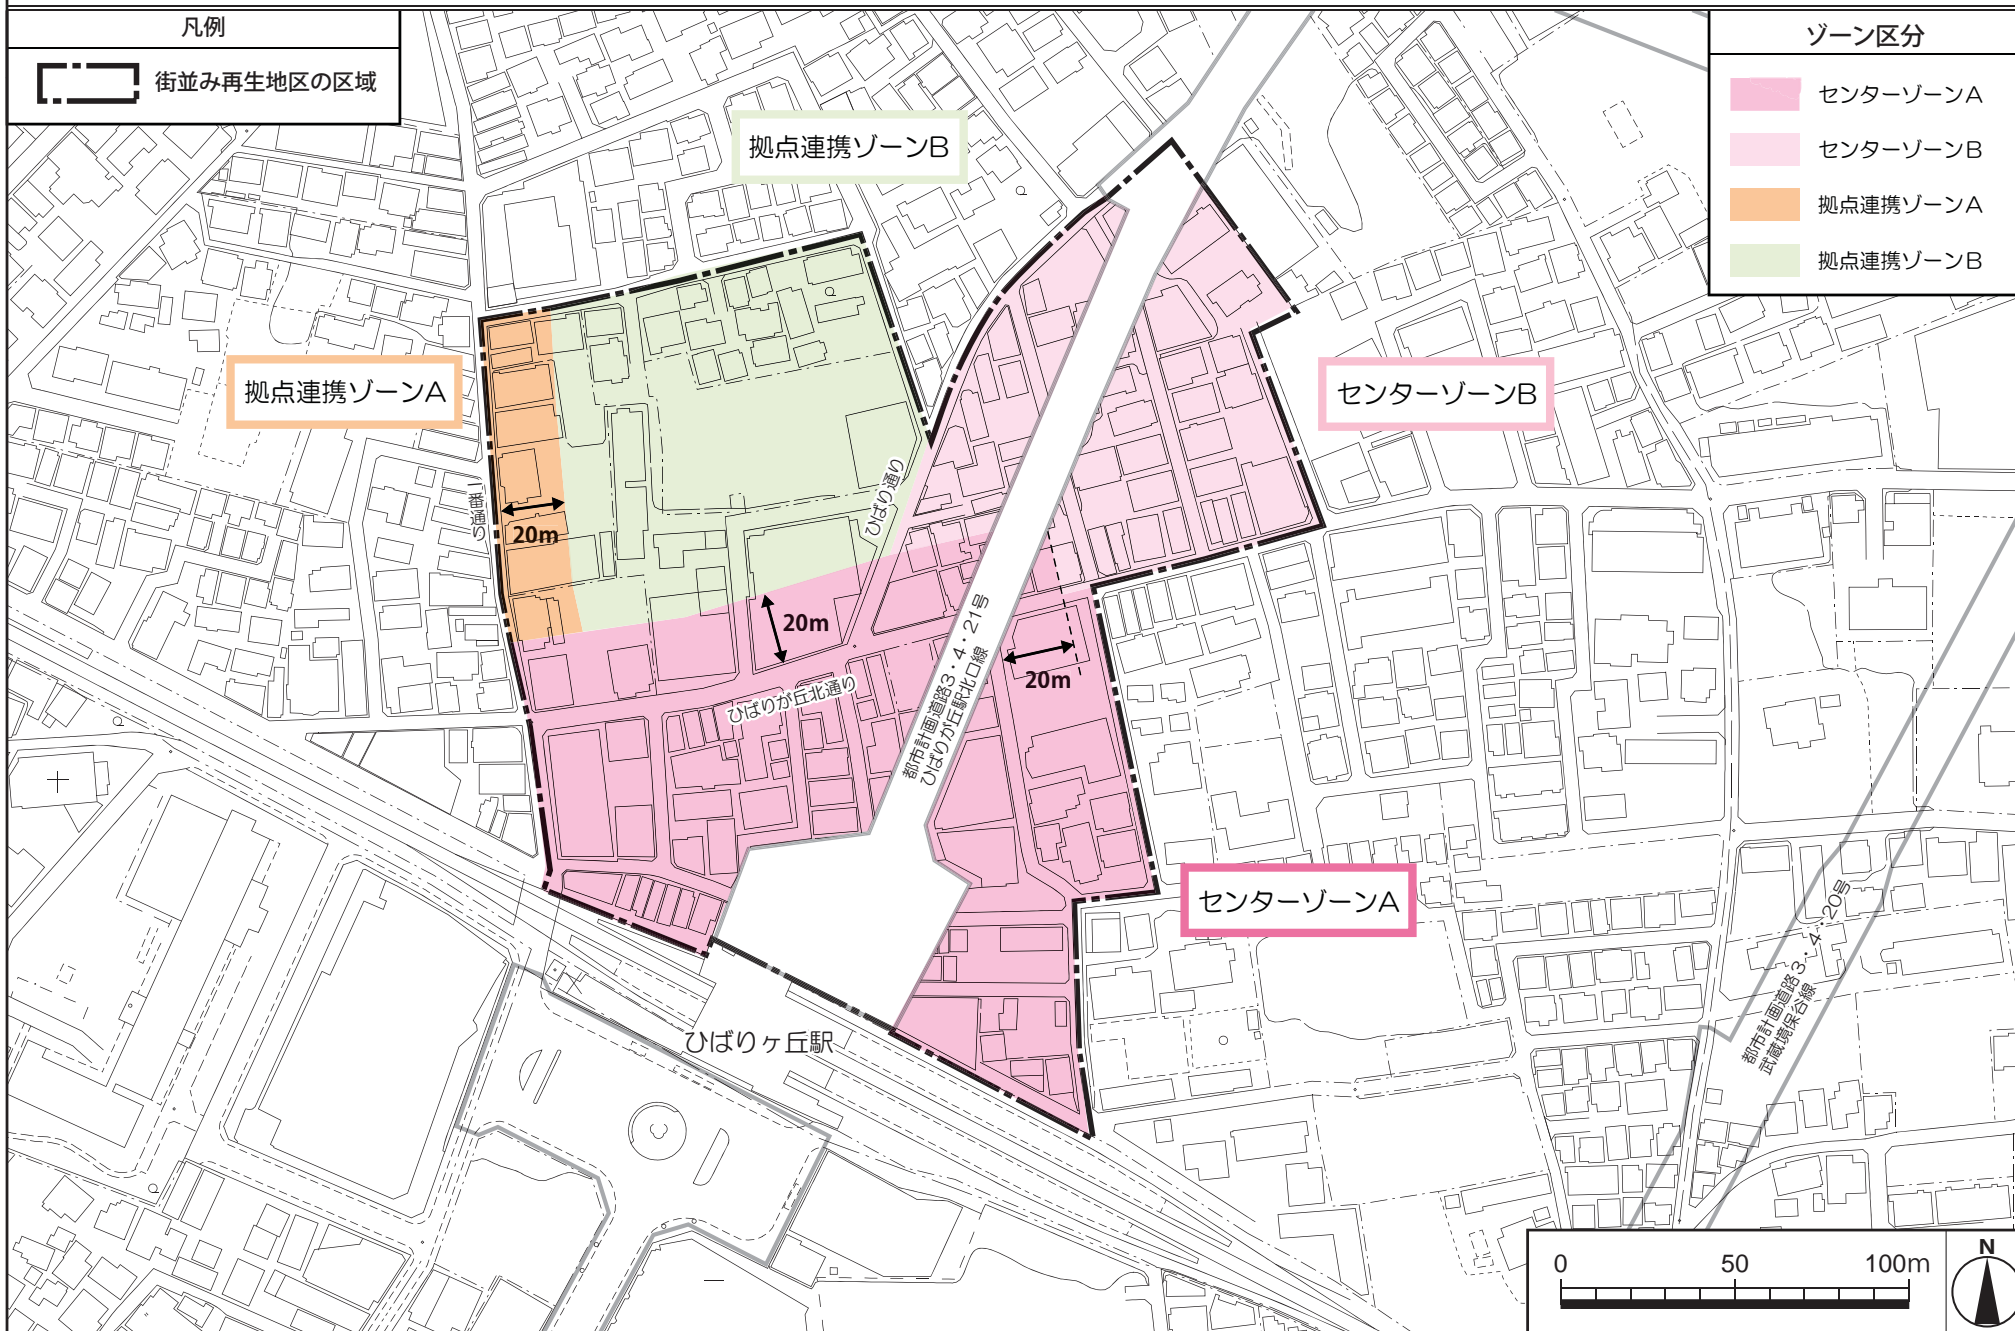 凡例
街並み再生地区の区域
ゾーン区分
センターゾーンA
センターゾーンB
拠点連携ゾーンA
拠点連携ゾーンB
拠点連携ゾーンB
拠点連携ゾーンA
センターゾーンB
一番通り
20m
ひばり通り
20m
20m
ひばりが丘北通り
都市計画道路3・4・21号
ひばりが丘駅北口線
センターゾーンA
都市計画道路3・4・20号
武蔵境保谷線
ひばりヶ丘駅
0 50 100m
N